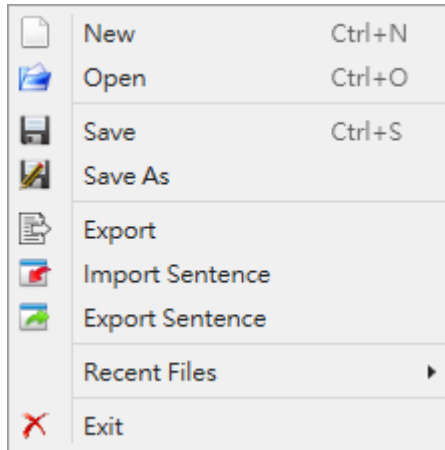 New Ctrl+N
Open Ctrl+O
Save Ctrl+S
Save As
Export
Import Sentence
Export Sentence
Recent Files
Exit